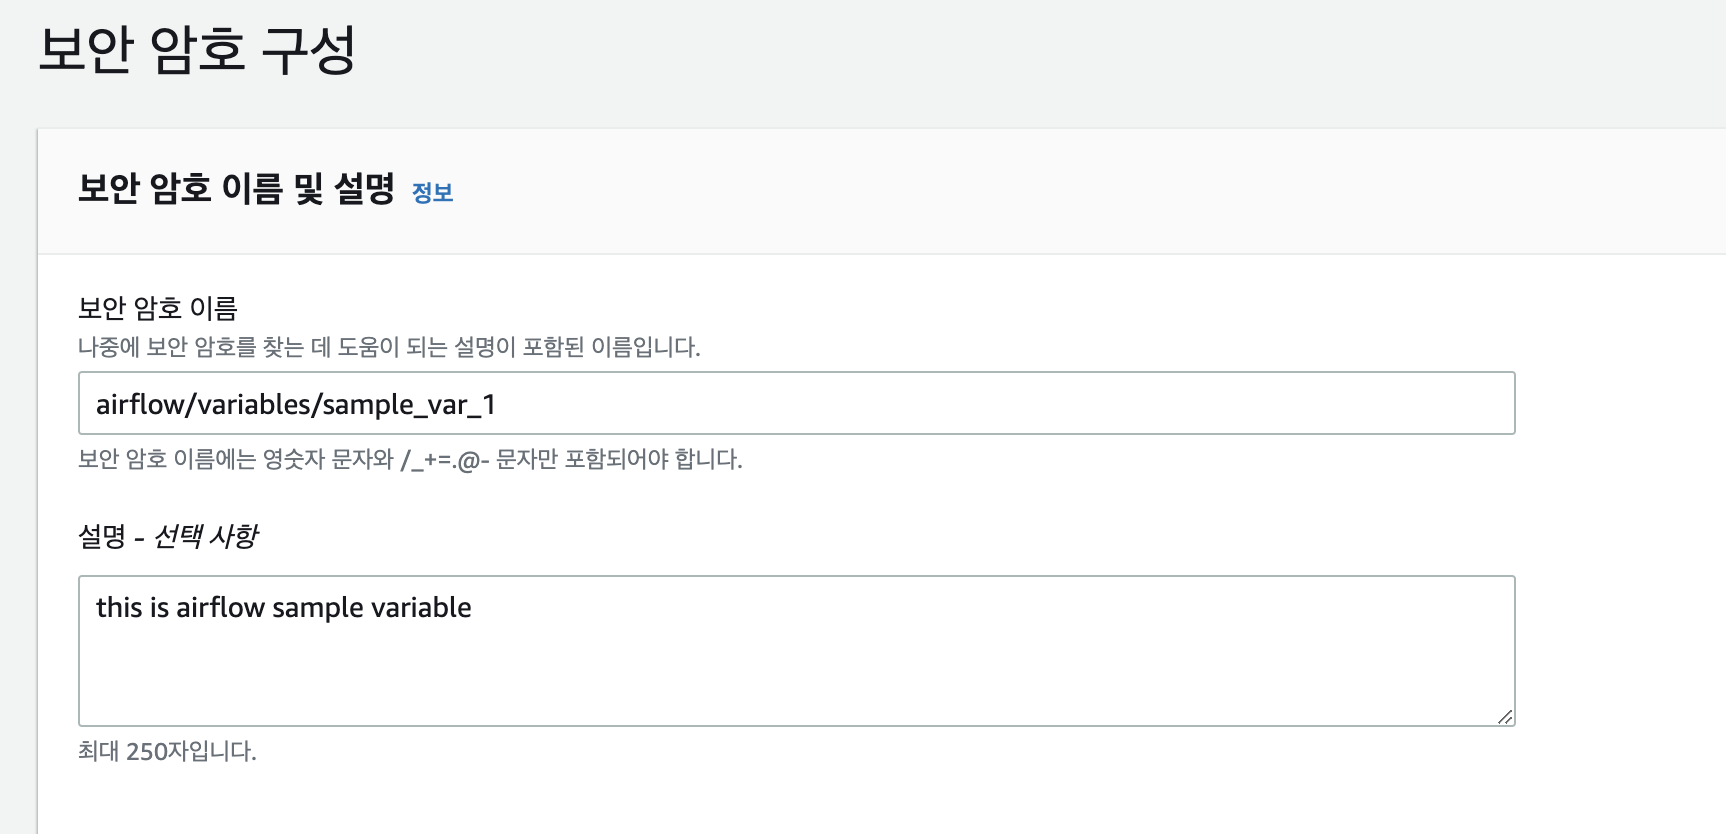 보안 암호 구성
보안 암호 이름 및 설명 정보
보안 암호 이름
나중에 보안 암호를 찾는 데 도움이 되는 설명이 포함된 이름입니다.
airflow/variables/sample_var_1
보안 암호 이름에는 영숫자 문자와 /_+=.@- 문자만 포함되어야 합니다.
설명 - 선택 사항
this is airflow sample variable
최대 250자입니다.